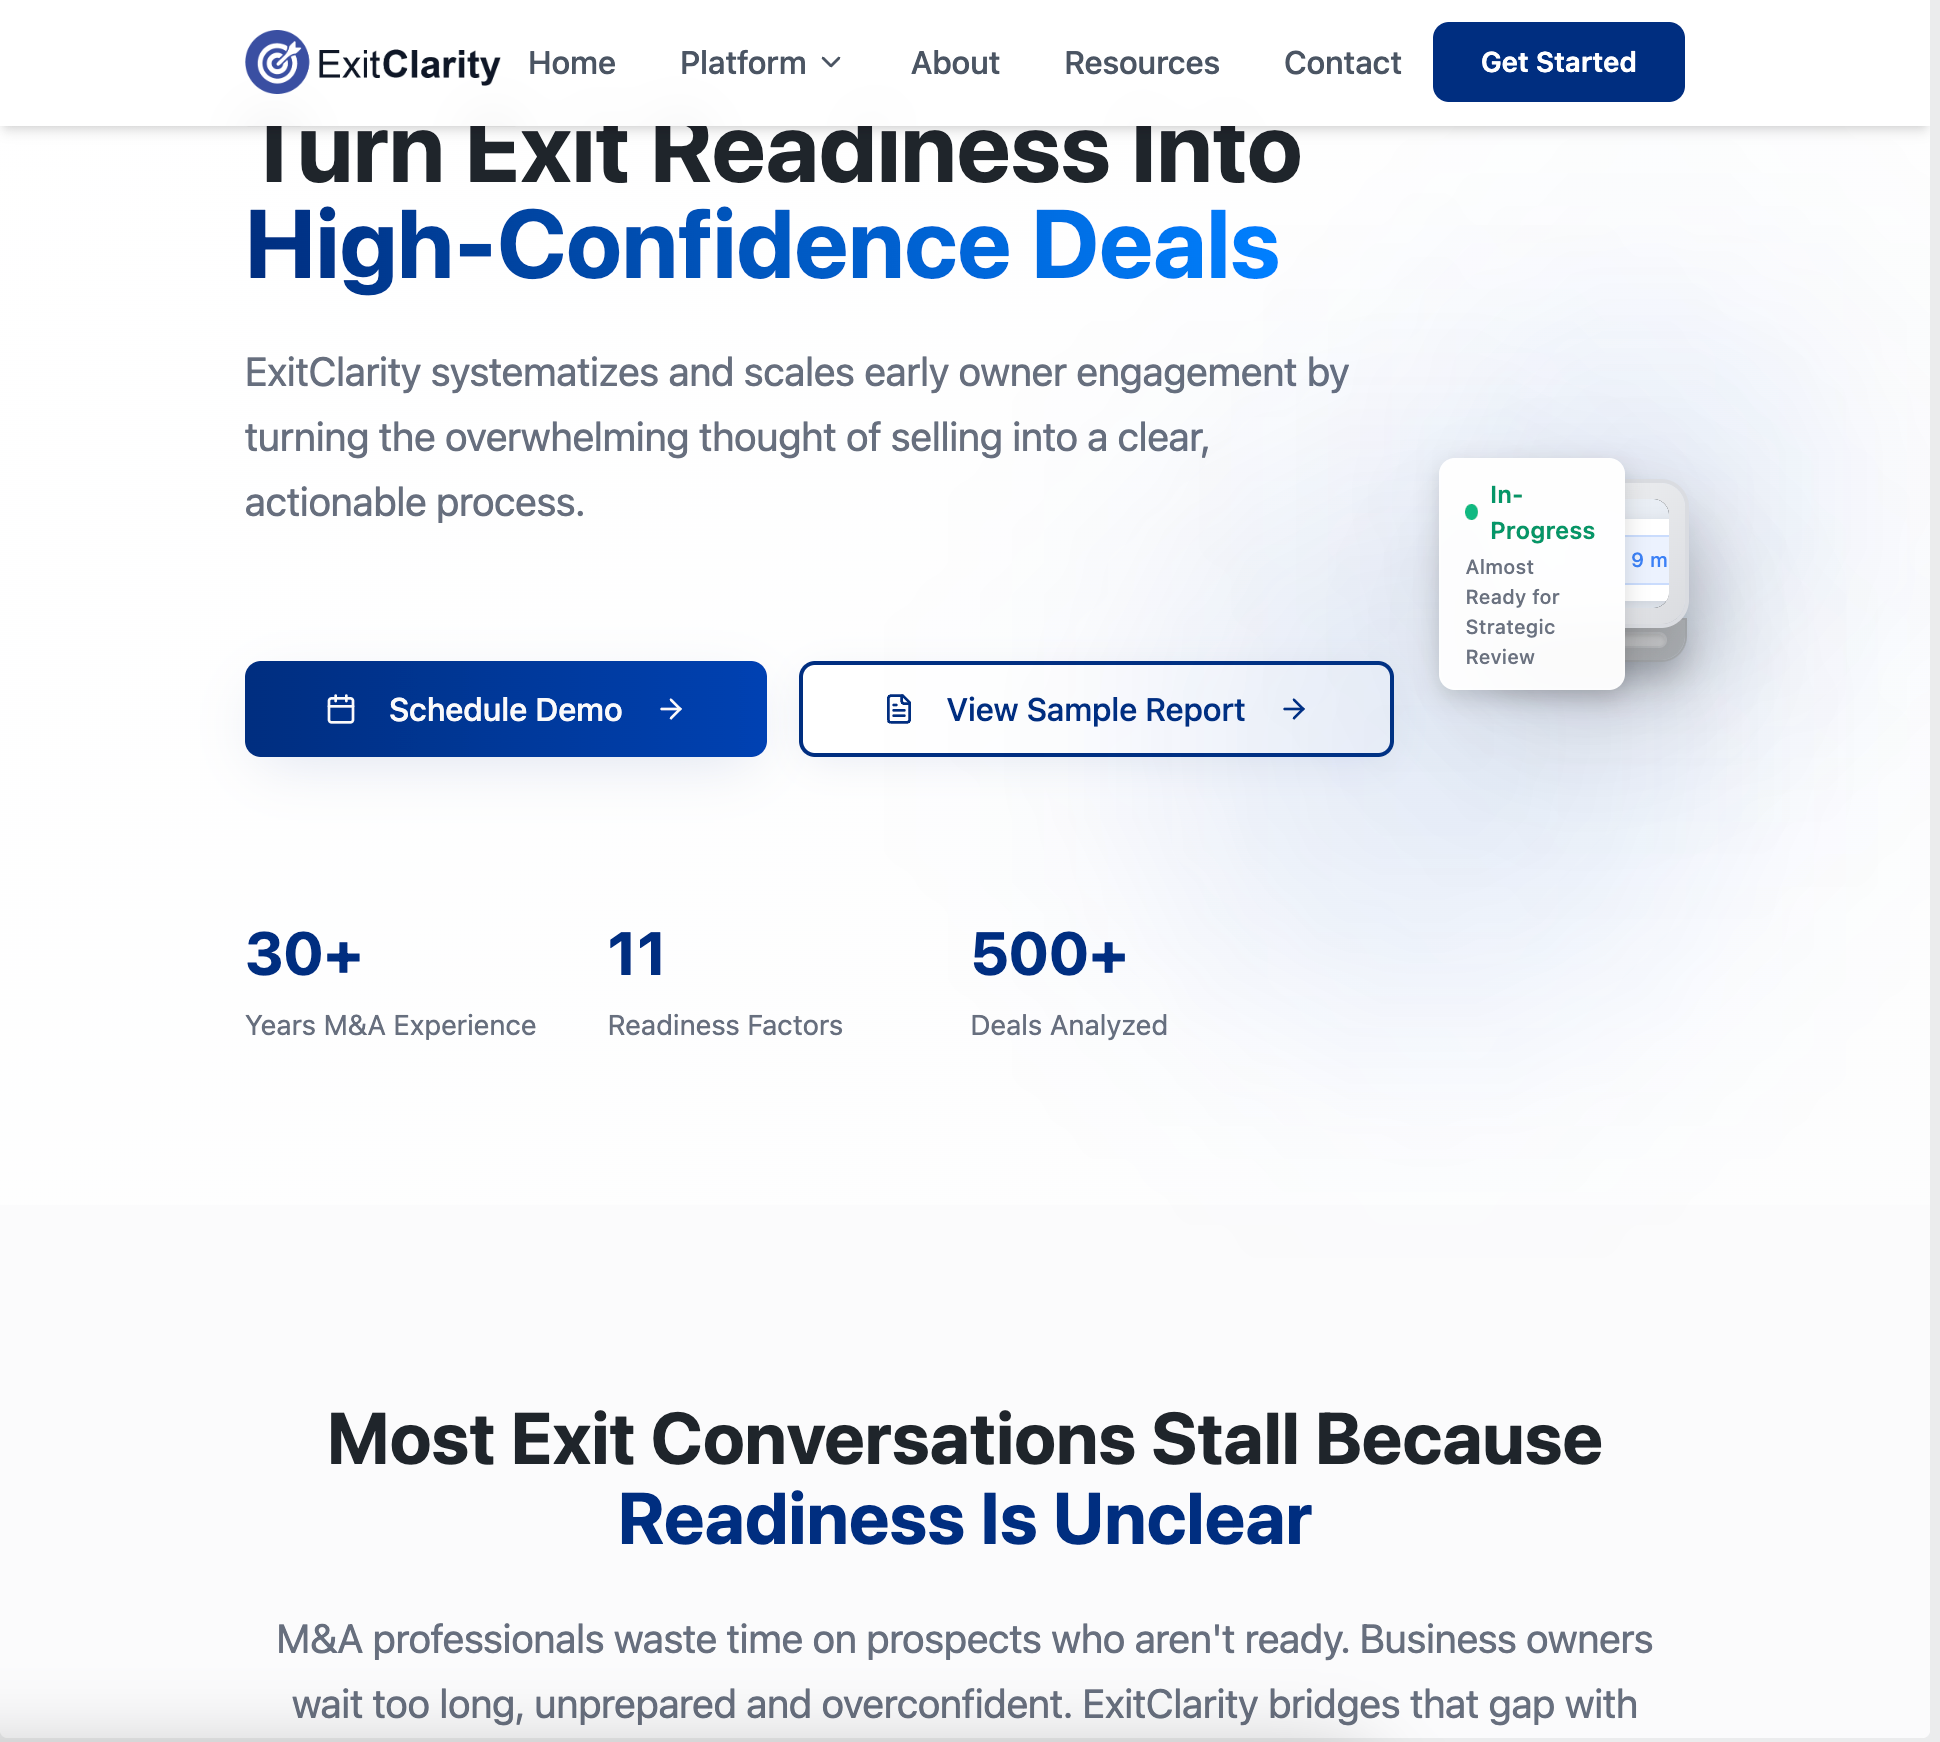 ExitClarity Home Platform About Resources Contact Get Started
Turn Exit Readiness Into
High-Confidence Deals
ExitClarity systematizes and scales early owner engagement by
turning the overwhelming thought of selling into a clear,
actionable process.
In-
Progress
Almost
Ready for
Strategic
Review
9 m
Schedule Demo
View Sample Report
30+
Years M&A Experience
11
Readiness Factors
500+
Deals Analyzed
Most Exit Conversations Stall Because
Readiness Is Unclear
M&A professionals waste time on prospects who aren't ready. Business owners
wait too long, unprepared and overconfident. ExitClarity bridges that gap with